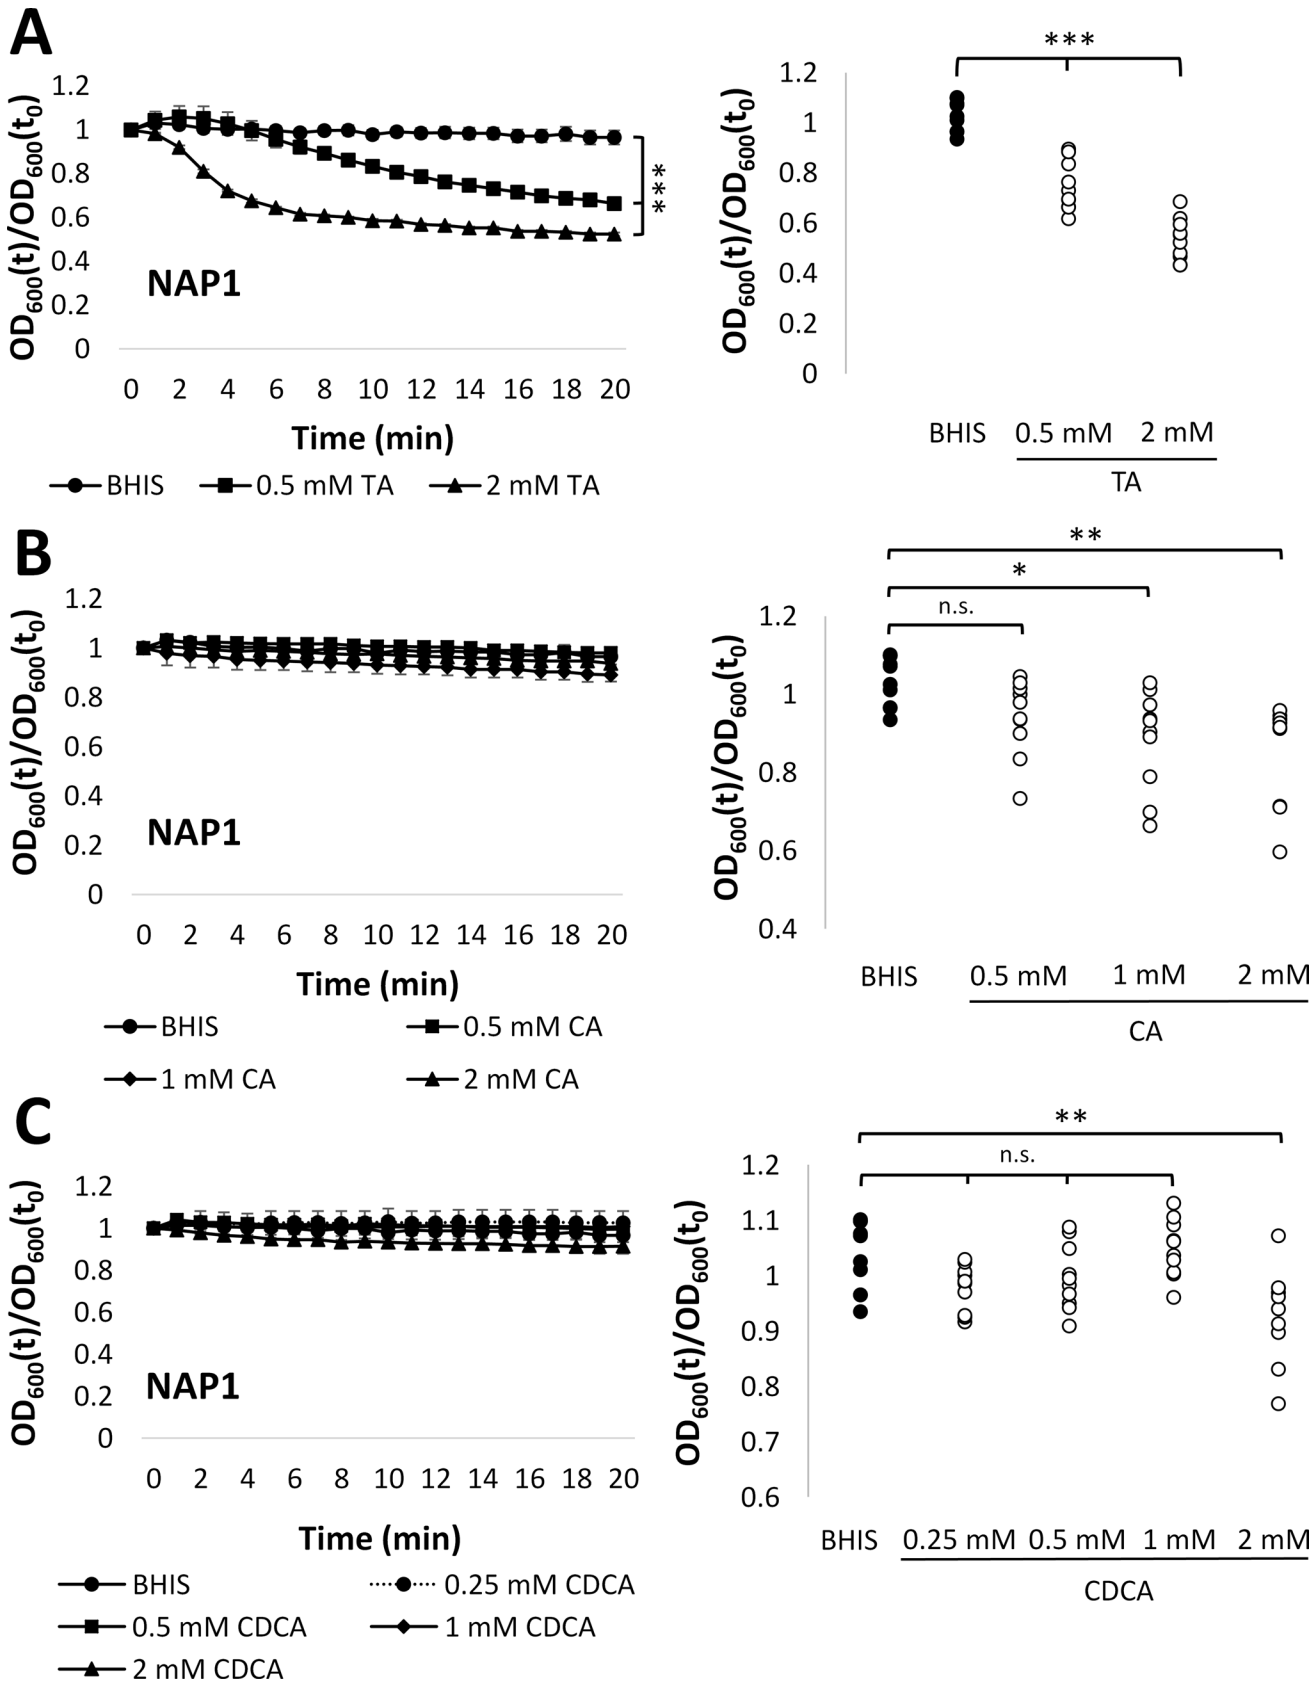 A
OD600(t)/OD600(t0)
1.2
1
0.8
0.6
0.4
0.2
0
NAP1
***
0 2 4 6 8 10 12 14 16 18 20
Time (min)
BHIS 0.5 mM TA 2 mM TA
***
OD600(t)/OD600(t0)
1.2
1
0.8
0.6
0.4
0.2
0
BHIS 0.5 mM 2 mM
TA
B
OD600(t)/OD600(t0)
1.2
1
0.8
0.6
0.4
0.2
0
NAP1
0 2 4 6 8 10 12 14 16 18 20
Time (min)
BHIS 0.5 mM CA
1 mM CA 2 mM CA
**
*
n.s.
OD600(t)/OD600(t0)
1.2
1
0.8
0.6
0.4
BHIS 0.5 mM 1 mM 2 mM
CA
C
OD600(t)/OD600(t0)
1.2
1
0.8
0.6
0.4
0.2
0
NAP1
0 2 4 6 8 10 12 14 16 18 20
Time (min)
BHIS 0.25 mM CDCA
0.5 mM CDCA 1 mM CDCA
2 mM CDCA
**
n.s.
OD600(t)/OD600(t0)
1.2
1.1
1
0.9
0.8
0.7
0.6
BHIS 0.25 mM 0.5 mM 1 mM 2 mM
CDCA